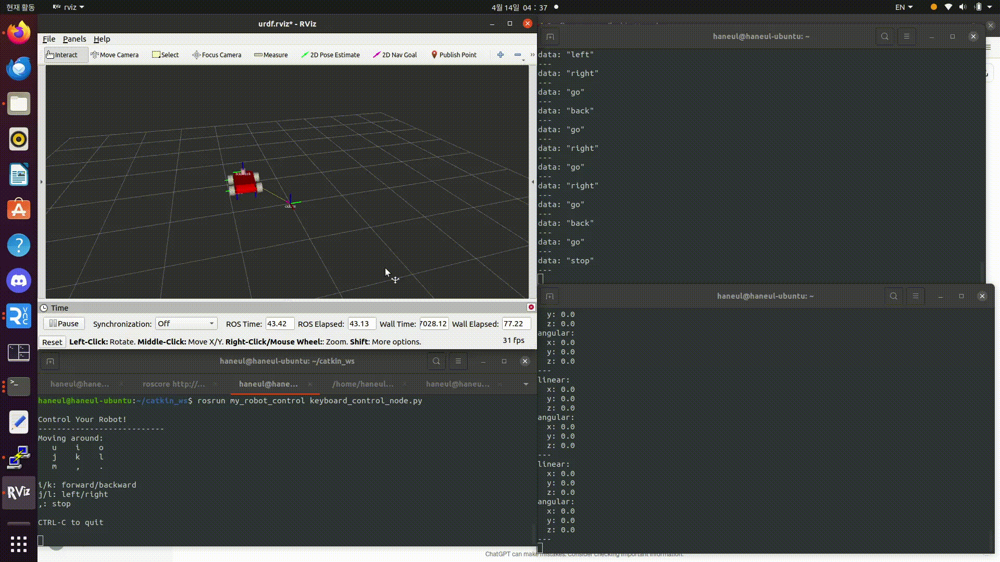 현재 활동
RViz rviz
4월 14일 04 : 37
EN
urdf.rviz* - RViz
File Panels Help
Interact Move Camera Select Focus Camera Measure 2D Pose Estimate 2D Nav Goal Publish Point
odom
Time
Pause Synchronization: Off ROS Time: 43.42 ROS Elapsed: 43.13 Wall Time: 7028.12 Wall Elapsed: 77.22
Reset Left-Click: Rotate. Middle-Click: Move X/Y. Right-Click/Mouse Wheel:: Zoom. Shift: More options. 31 fps
haneul@haneul-ubuntu: ~/catkin_ws
haneul@hane... roscore http://... haneul@hane... /home/haneul... haneul@haneu...
haneul@haneul-ubuntu:~/catkin_ws$ rosrun my_robot_control keyboard_control_node.py
Control Your Robot!
---------------------------
Moving around:
u i o
j k l
m , .
i/k: forward/backward
j/l: left/right
,: stop
CTRL-C to quit
haneul@haneul-ubuntu: ~
data: "left"
---
data: "right"
---
data: "go"
---
data: "back"
---
data: "go"
---
data: "right"
---
data: "go"
---
data: "right"
---
data: "go"
---
data: "back"
---
data: "go"
---
data: "stop"
---
haneul@haneul-ubuntu: ~
y: 0.0
z: 0.0
angular:
x: 0.0
y: 0.0
z: 0.0
---
linear:
x: 0.0
y: 0.0
z: 0.0
angular:
x: 0.0
y: 0.0
z: 0.0
---
linear:
x: 0.0
y: 0.0
z: 0.0
angular:
x: 0.0
y: 0.0
z: 0.0
---
ChatGPT can make mistakes. Consider checking important information.
RViz